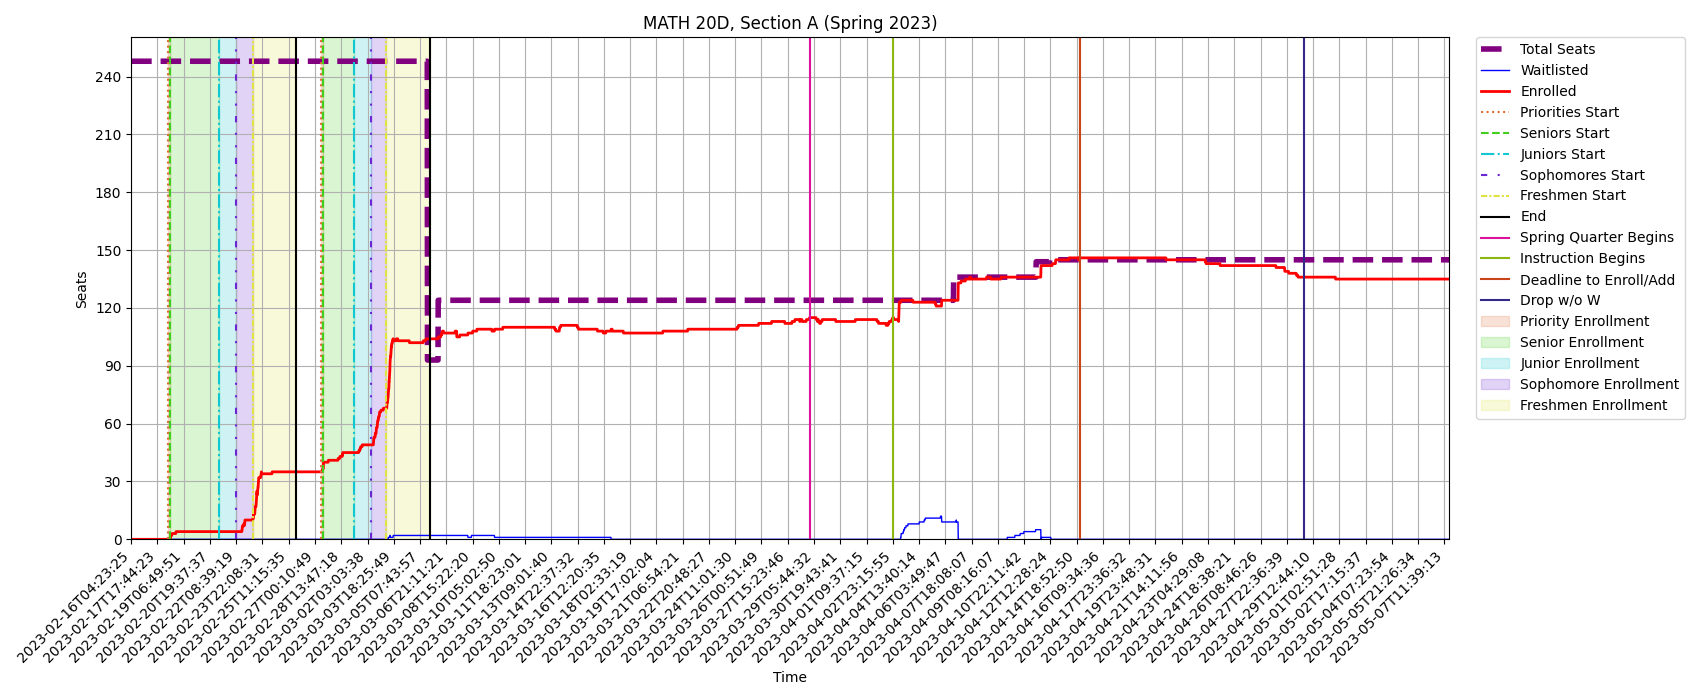 MATH 20D, Section A (Spring 2023)
Seats
240
210
180
150
120
90
60
30
0
2023-02-16T04:23:25
2023-02-17T17:44:23
2023-02-19T06:49:51
2023-02-20T19:37:37
2023-02-22T08:39:19
2023-02-23T22:08:31
2023-02-25T11:15:35
2023-02-27T00:10:49
2023-02-28T13:47:18
2023-03-02T03:03:38
2023-03-03T18:25:49
2023-03-05T07:43:57
2023-03-06T21:11:21
2023-03-08T15:22:20
2023-03-10T05:02:50
2023-03-11T18:23:01
2023-03-13T09:01:40
2023-03-14T22:37:32
2023-03-16T12:20:35
2023-03-18T02:33:19
2023-03-19T17:02:04
2023-03-21T06:54:21
2023-03-22T20:48:27
2023-03-24T11:01:30
2023-03-26T00:51:49
2023-03-27T15:23:46
2023-03-29T05:44:32
2023-03-30T19:43:41
2023-04-01T09:37:15
2023-04-02T23:15:55
2023-04-04T13:40:14
2023-04-06T03:49:47
2023-04-07T18:08:07
2023-04-09T08:16:07
2023-04-10T22:11:42
2023-04-12T12:28:24
2023-04-14T18:52:50
2023-04-16T09:34:36
2023-04-17T23:36:32
2023-04-19T23:48:31
2023-04-21T14:11:56
2023-04-23T04:29:08
2023-04-24T18:38:21
2023-04-26T08:46:26
2023-04-27T22:36:39
2023-04-29T12:44:10
2023-05-01T02:51:28
2023-05-02T17:15:37
2023-05-04T07:23:54
2023-05-05T21:26:34
2023-05-07T11:39:13
Time
Total Seats
Waitlisted
Enrolled
Priorities Start
Seniors Start
Juniors Start
Sophomores Start
Freshmen Start
End
Spring Quarter Begins
Instruction Begins
Deadline to Enroll/Add
Drop w/o W
Priority Enrollment
Senior Enrollment
Junior Enrollment
Sophomore Enrollment
Freshmen Enrollment